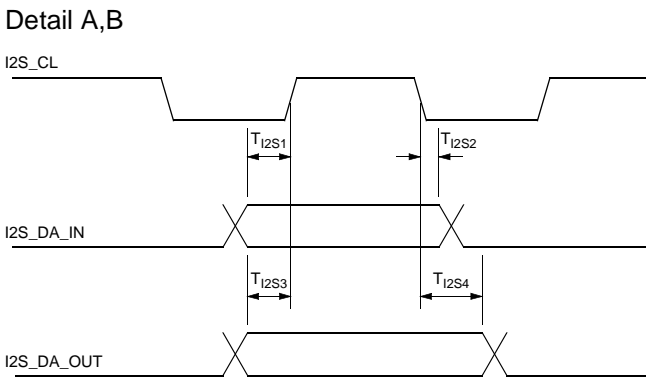 Detail A,B
I2S_CL
TI2S1
TI2S2
I2S_DA_IN
TI2S3
TI2S4
I2S_DA_OUT